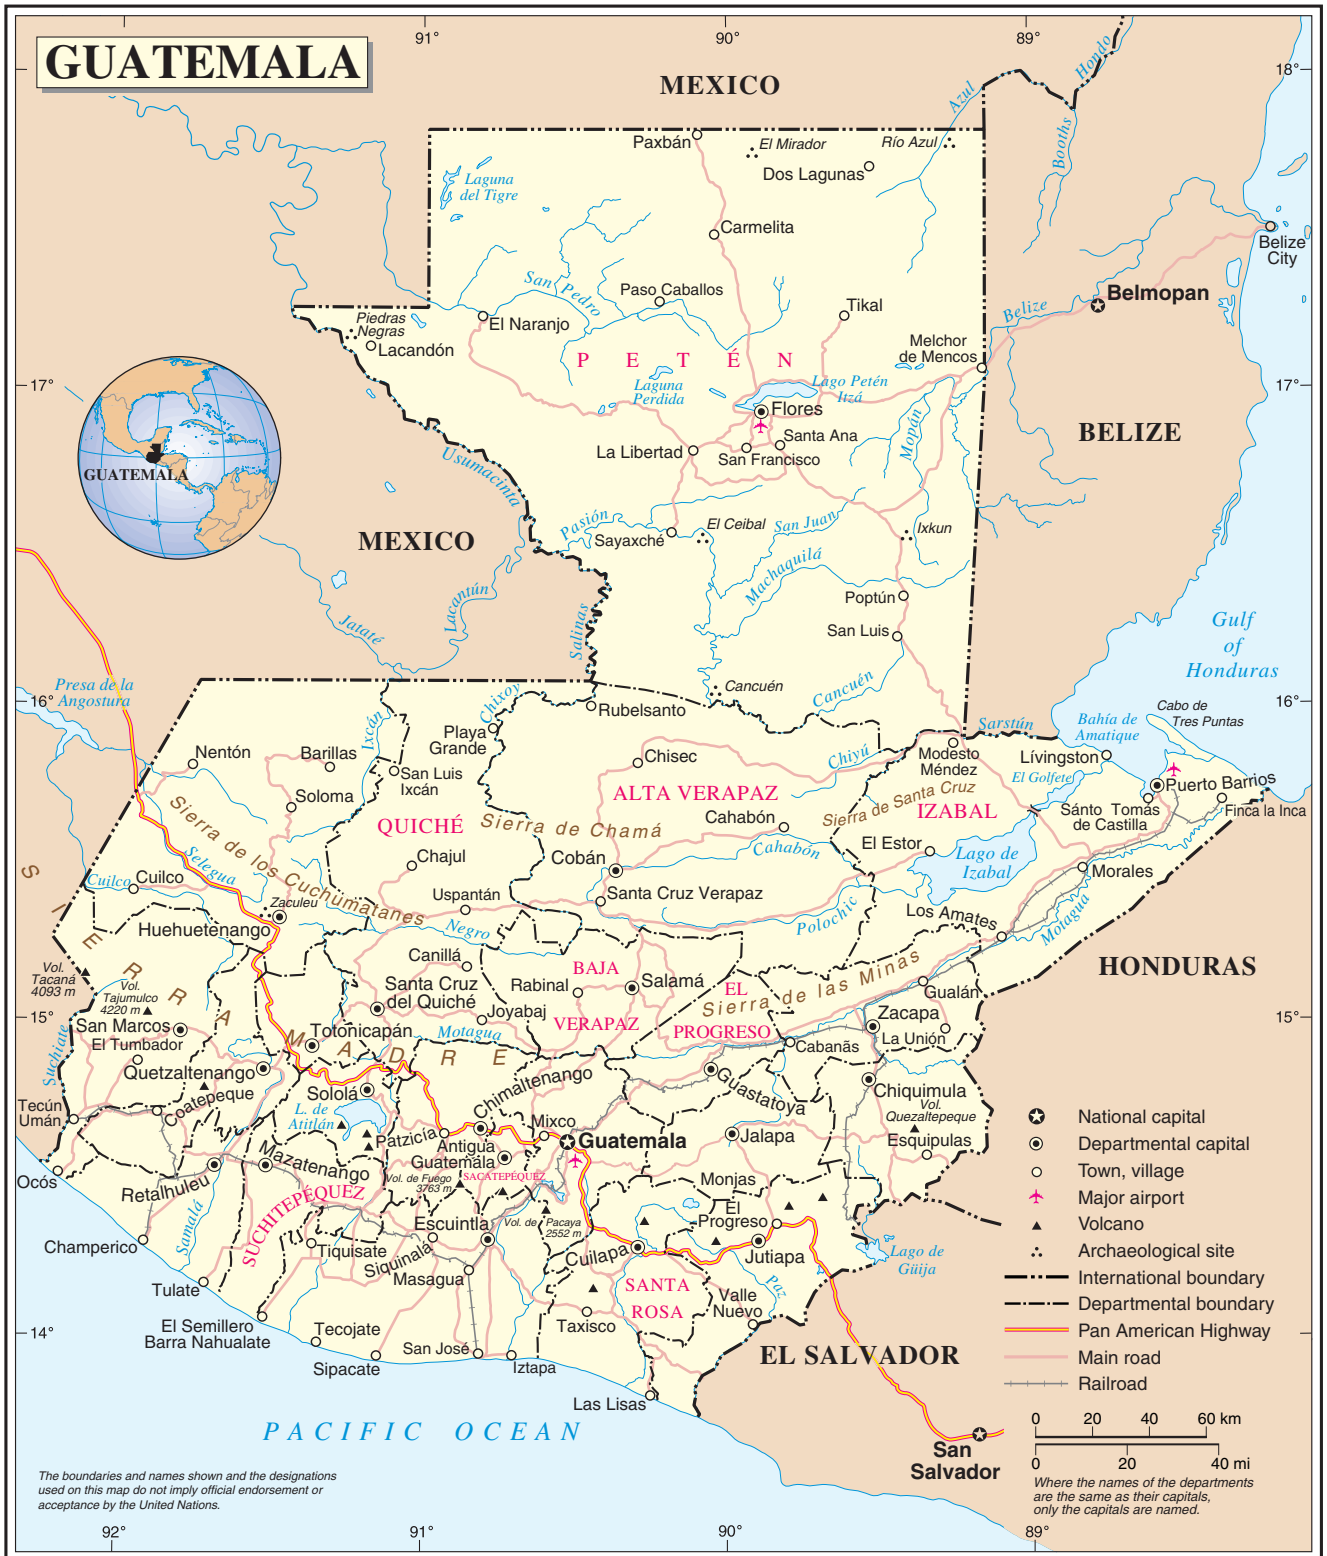 91°
90°
89°
GUATEMALA
MEXICO
Hondo
18°
18°
Azul
Booths
Paxbán
El Mirador
Río Azul
Dos Lagunas
Laguna
del Tigre
Carmelita
Belize
City
San Pedro
Paso Caballos
Tikal
Belmopan
Belize
Piedras
Negras
El Naranjo
Lacandón
Melchor
de Mencos
PETÉN
17°
17°
Laguna
Perdida
Lago Petén
Itzá
Flores
Mopán
BELIZE
Santa Ana
La Libertad
San Francisco
GUATEMALA
Usumacinta
MEXICO
Pasión
Sayaxché
El Ceibal
San Juan
Ixkun
Machaquilá
Lacantún
Jataté
Salinas
Poptún
San Luis
Gulf
of
Honduras
Presa de la
Angostura
16°
16°
Cancuén
Cancuén
Chixoy
Rubelsanto
Ixcán
Playa
Grande
Sarstún
Bahía de
Amatique
Cabo de
Tres Puntas
Nentón
Barillas
San Luis
Ixcán
Chisec
Chiyú
Modesto
Méndez
Lívingston
El Golfete
Puerto Barrios
Soloma
ALTA VERAPAZ
Sierra de Santa Cruz
IZABAL
Sánto Tomás
de Castilla
Finca la Inca
QUICHÉ
Sierra de Chamá
Cahabón
Sierra de los Cuchumatanes
Selegua
Chajul
Cobán
Cahabón
El Estor
Lago de
Izabal
Cuilco
Cuilco
Morales
Zaculeu
Uspantán
Santa Cruz Verapaz
Polochic
Los Amates
Motagua
Huehuetenango
Negro
SIERRA MADRE
Canillá
BAJA
VERAPAZ
Salamá
Rabinal
EL
PROGRESO
Sierra de las Minas
HONDURAS
Vol.
Tacaná
4093 m
Vol.
Tajumulco
4220 m
Santa Cruz
del Quiché
Gualán
15°
15°
San Marcos
El Tumbador
Totonicapán
Joyabaj
Motagua
Zacapa
La Unión
Cabanãs
Suchiate
Quetzaltenango
Chimaltenango
Guastatoya
Chiquimula
Vol.
Quezaltepeque
Tecún
Umán
Coatepeque
Sololá
L. de
Atitlán
Patzicía
Mixco
Guatemala
Jalapa
Esquipulas
Antigua
Guatemála
Ocós
Retalhuleu
Mazatenango
Vol. de Fuego
3763 m
SACATEPÉQUEZ
Monjas
SUCHITEPÉQUEZ
Samalá
Escuintla
Vol. de Pacaya
2552 m
El
Progreso
Champerico
Tiquisate
Siquinalá
Cuilapa
Jutiapa
Lago de
Güija
Masagua
Tulate
SANTA
ROSA
Valle
Nuevo
Paz
El Semillero
Barra Nahualate
Tecojate
Taxisco
14°
14°
Sipacate
San José
Iztapa
EL SALVADOR
Las Lisas
PACIFIC OCEAN
San
Salvador
National capital
Departmental capital
Town, village
Major airport
Volcano
Archaeological site
International boundary
Departmental boundary
Pan American Highway
Main road
Railroad
0 20 40 60 km
0 20 40 mi
Where the names of the departments
are the same as their capitals,
only the capitals are named.
The boundaries and names shown and the designations
used on this map do not imply official endorsement or
acceptance by the United Nations.
92°
91°
90°
89°